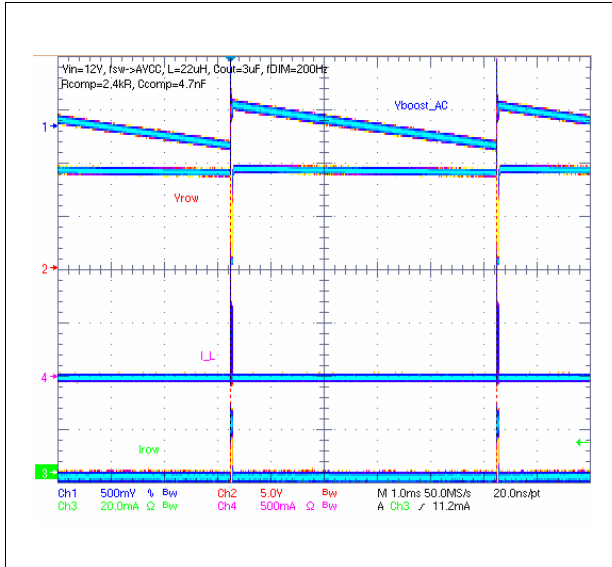 Vin=12V, fsw->AVCC, L=22uH, Cout=3uF, fDIM=200Hz
Rcomp=2,4kR, Ccomp=4.7nF
Vboost_AC
1
Vrow
2
I_L
4
Irow
3
Ch1 500mV % Bw Ch2 5.0V Bw M 1.0ms 50.0MS/s 20.0ns/pt
Ch3 20.0mA Ω Bw Ch4 500mA Ω Bw A Ch3 / 11.2mA